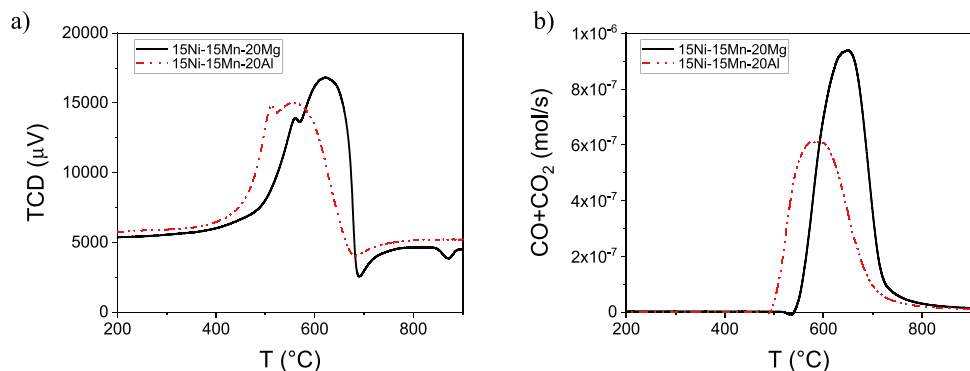 a)
20000
15000
10000
5000
0
TCD (μV)
15Ni-15Mn-20Mg
15Ni-15Mn-20Al
200
400
600
800
T (°C)
b)
1x10⁻⁶
8x10⁻⁷
6x10⁻⁷
4x10⁻⁷
2x10⁻⁷
0
CO+CO₂ (mol/s)
15Ni-15Mn-20Mg
15Ni-15Mn-20Al
200
400
600
800
T (°C)